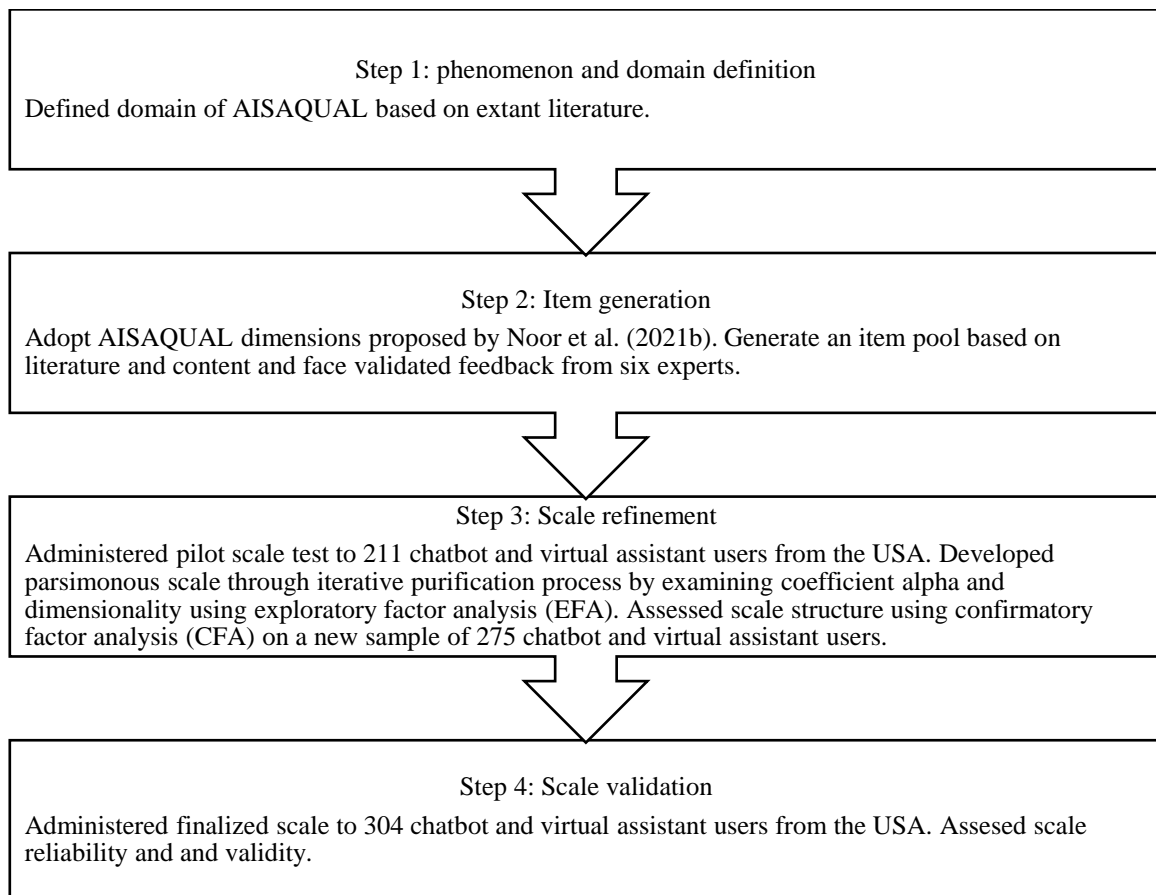 Step 1: phenomenon and domain definition
Defined domain of AISAQUAL based on extant literature.
Step 2: Item generation
Adopt AISAQUAL dimensions proposed by Noor et al. (2021b). Generate an item pool based on
literature and content and face validated feedback from six experts.
Step 3: Scale refinement
Administered pilot scale test to 211 chatbot and virtual assistant users from the USA. Developed
parsimonous scale through iterative purification process by examining coefficient alpha and
dimensionality using exploratory factor analysis (EFA). Assessed scale structure using confirmatory
factor analysis (CFA) on a new sample of 275 chatbot and virtual assistant users.
Step 4: Scale validation
Administered finalized scale to 304 chatbot and virtual assistant users from the USA. Assesed scale
reliability and and validity.